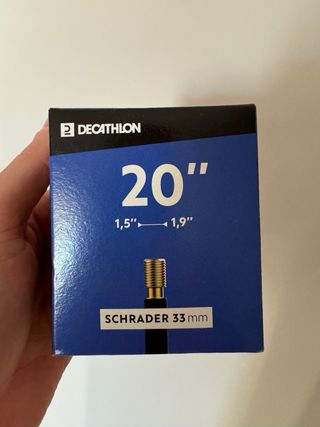 DECATHLON
20"
1,5" 1,9"
SCHRADER 33mm